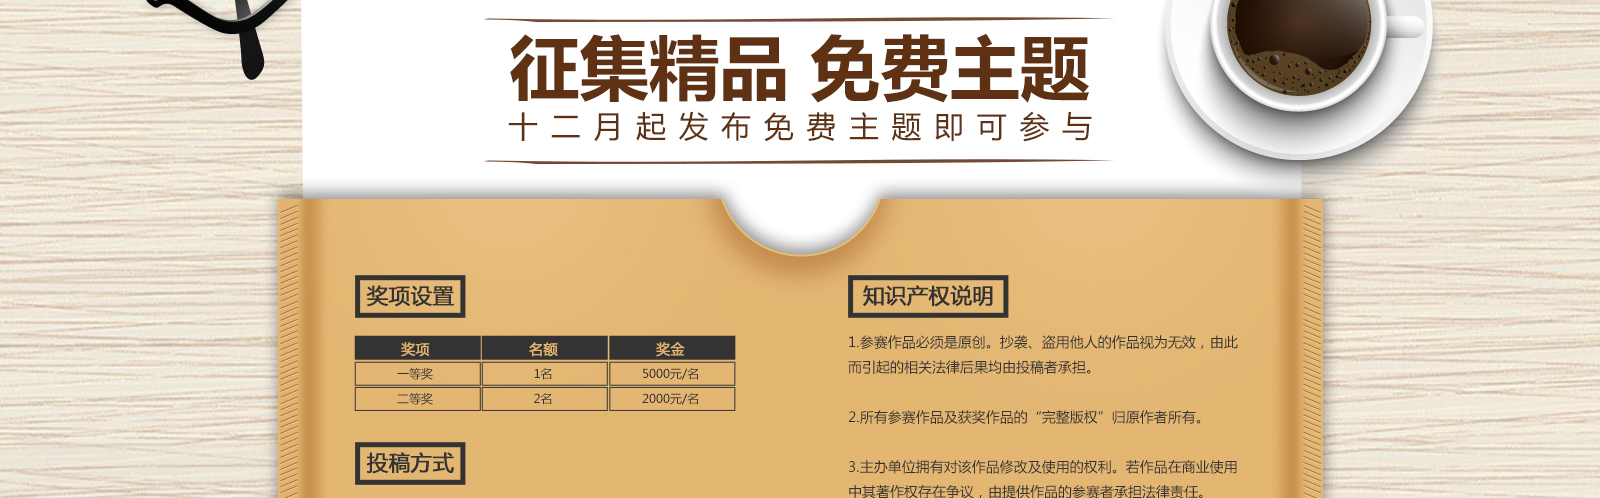 征集精品 免费主题
十二月起发布免费主题即可参与
奖项设置
奖项 名额 奖金
一等奖 1名 5000元/名
二等奖 2名 2000元/名
投稿方式
知识产权说明
1.参赛作品必须是原创。抄袭、盗用他人的作品视为无效，由此
而引起的相关法律后果均由投稿者承担。
2.所有参赛作品及获奖作品的“完整版权”归原作者所有。
3.主办单位拥有对该作品修改及使用的权利。若作品在商业使用
中其著作权存在争议，由提供作品的参赛者承担法律责任。